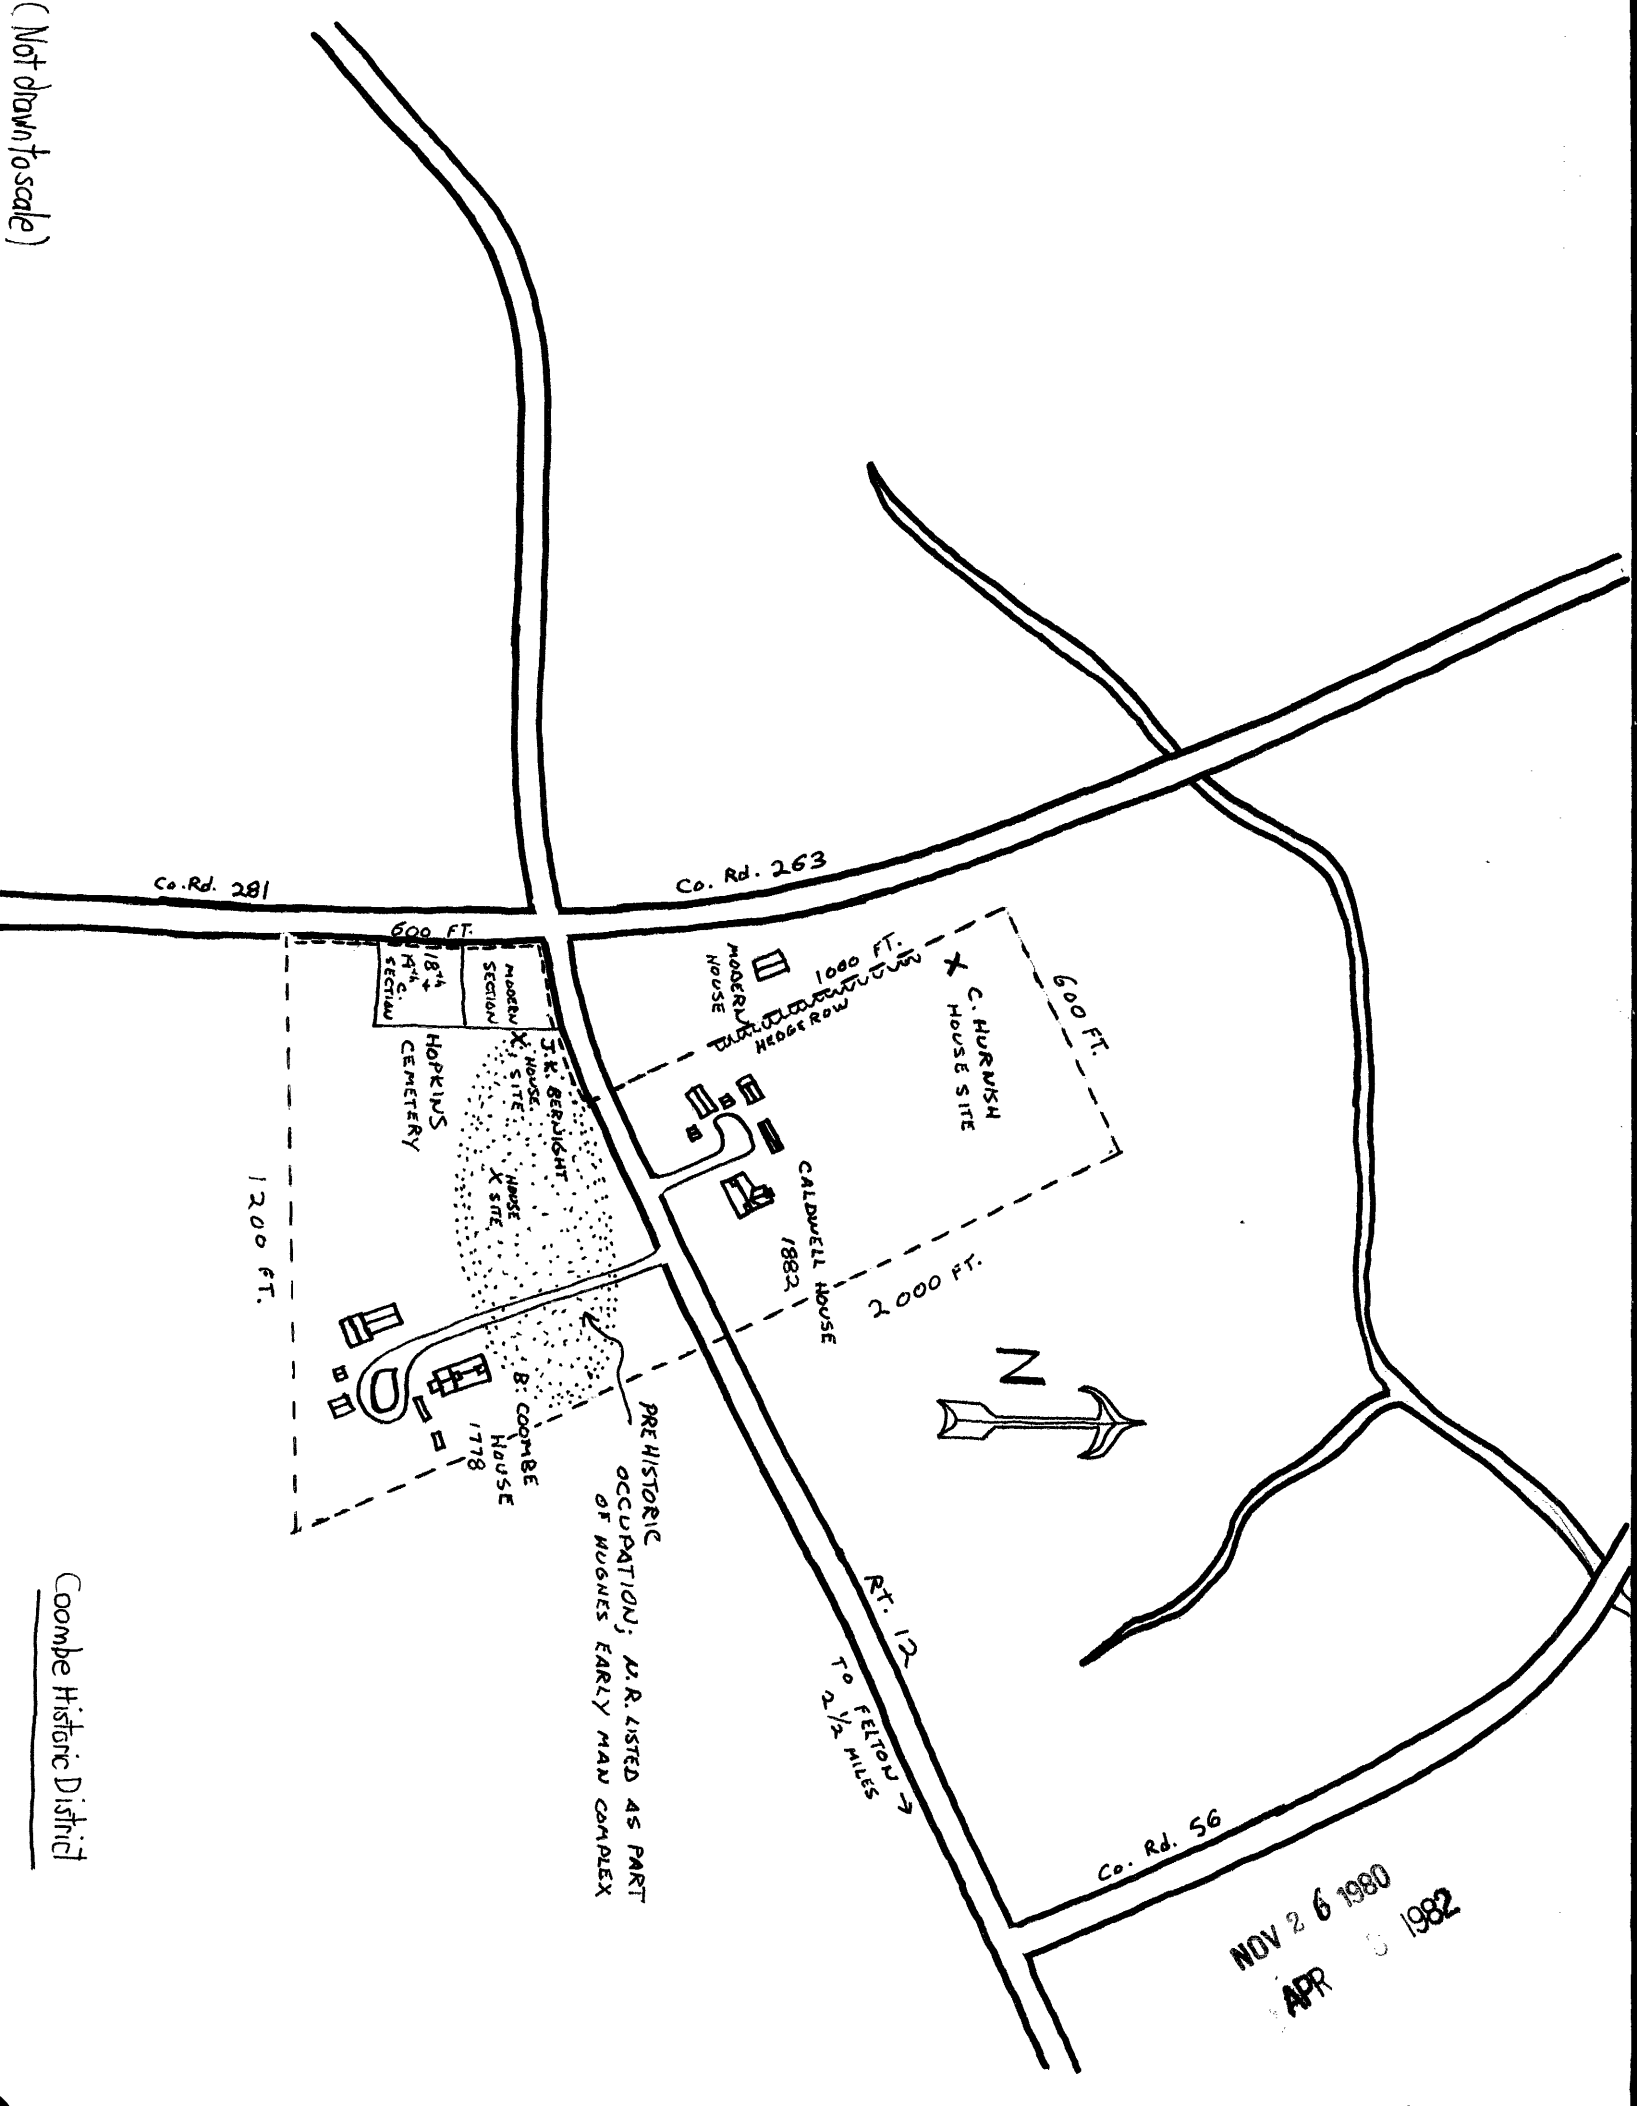 (Not drawn to scale)
Co. Rd. 281
Co. Rd. 263
600 FT.
18th +
19th C.
SECTION
MODERN
SECTION
HOPKINS
CEMETERY
J.K. BERNIGHT
X HOUSE
SITE
HOUSE
X SITE
MODERN
HOUSE
1000 FT.
HEDGEROW
X C. HURNISH
HOUSE SITE
600 FT.
CALDWELL HOUSE
1882
2000 FT.
N
1200 FT.
B. COOMBE
HOUSE
1778
PREHISTORIC
OCCUPATION; N.R. LISTED AS PART
OF HUGHES EARLY MAN COMPLEX
RT. 12
TO FELTON →
2 1/2 MILES
Co. Rd. 56
NOV 26 1980
APR 1982
Coombe Historic District